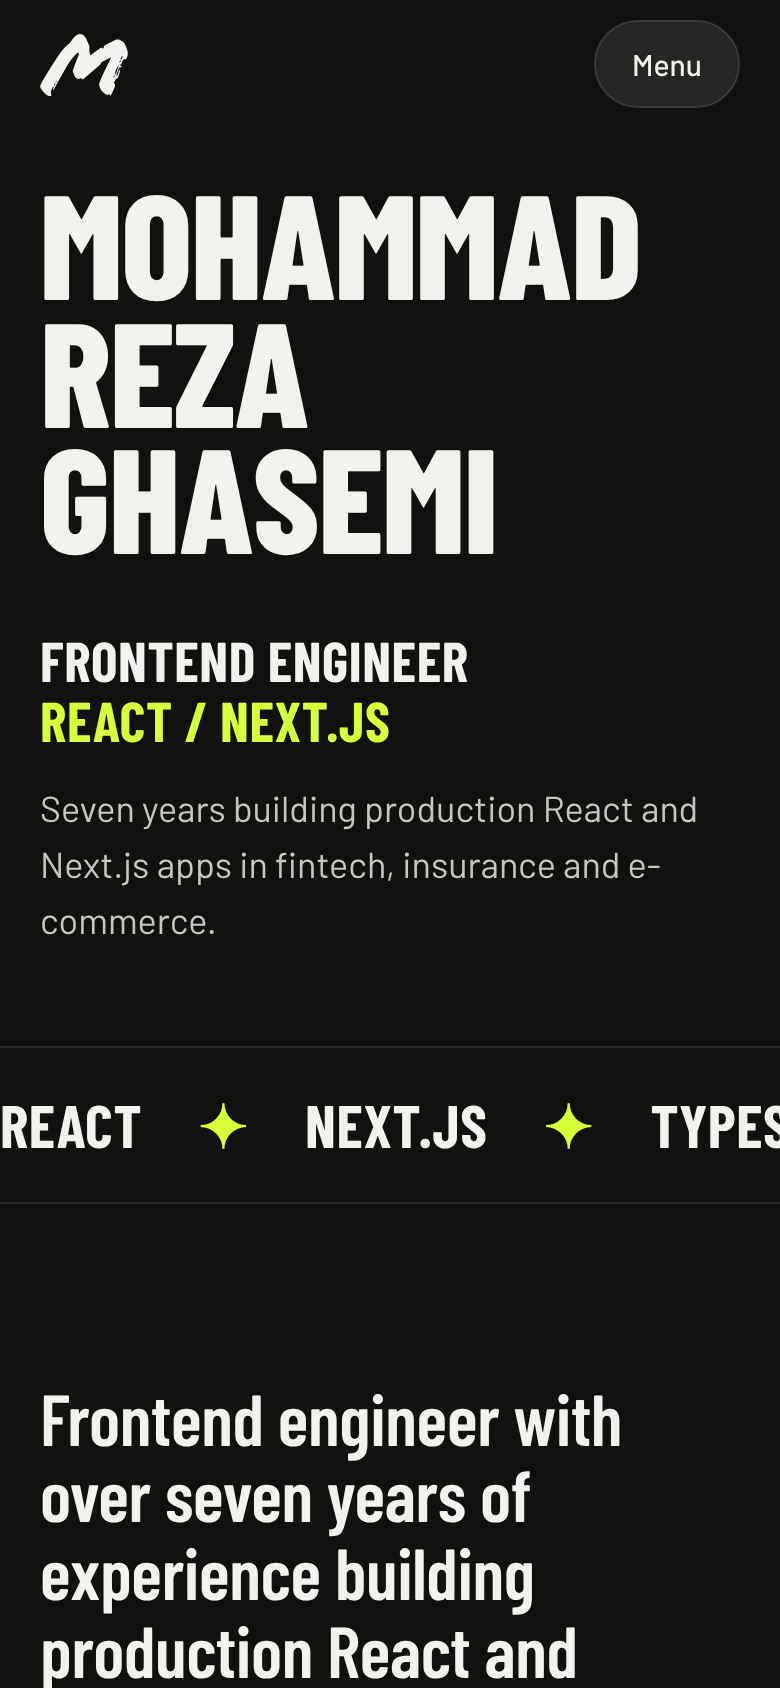 M
Menu
MOHAMMAD
REZA
GHASEMI
FRONTEND ENGINEER
REACT / NEXT.JS
Seven years building production React and
Next.js apps in fintech, insurance and e-
commerce.
REACT ✦ NEXT.JS ✦ TYPES
Frontend engineer with
over seven years of
experience building
production React and